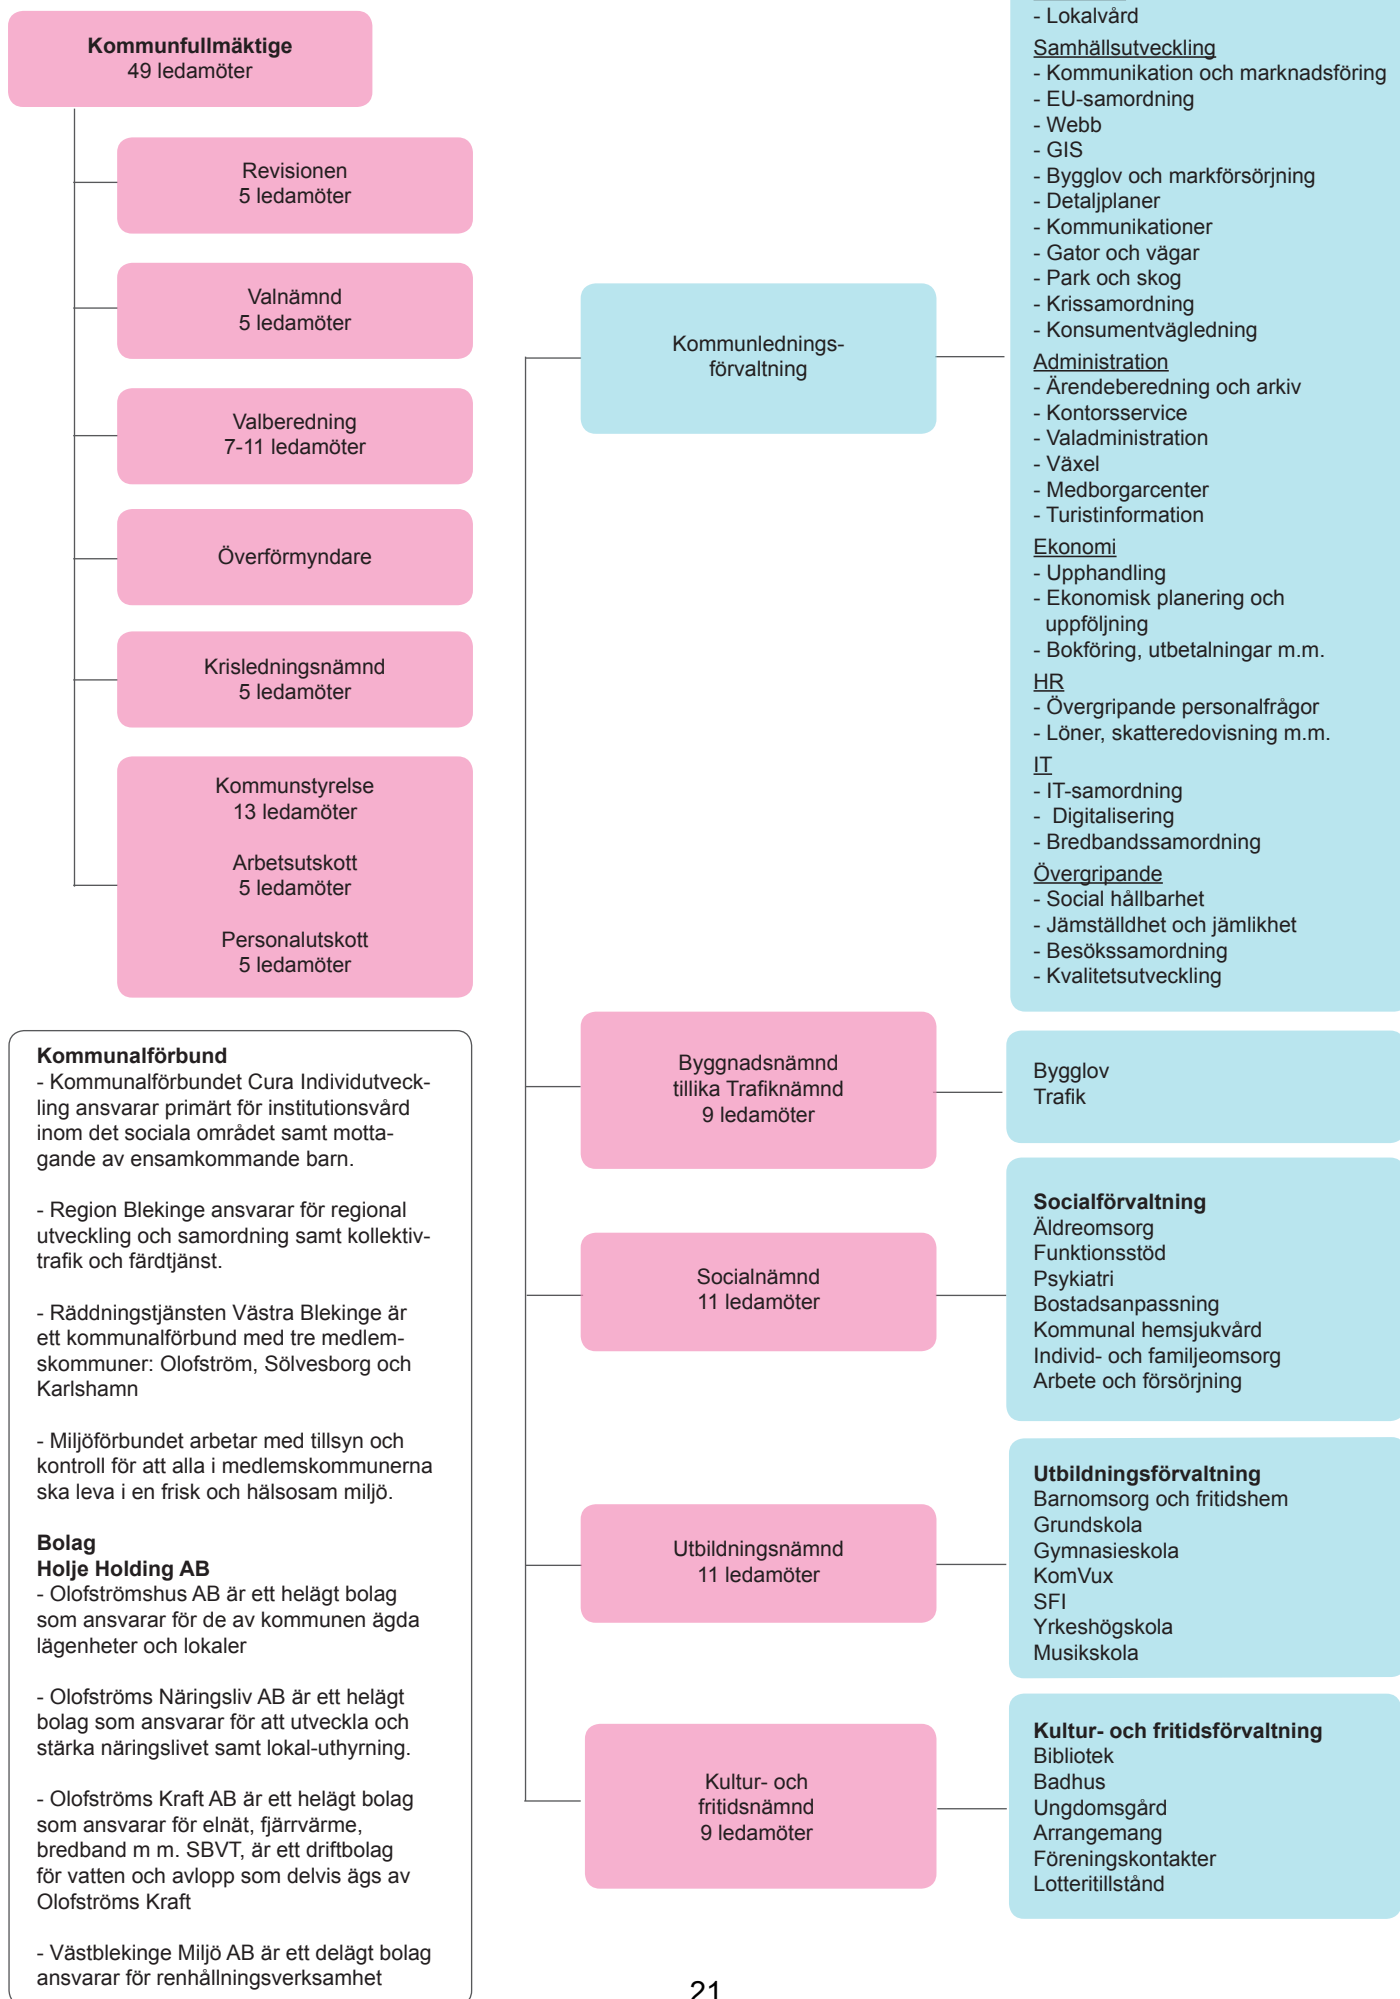 Kommunfullmäktige
49 ledamöter
Revisionen
5 ledamöter
Valnämnd
5 ledamöter
Valberedning
7-11 ledamöter
Överförmyndare
Krisledningsnämnd
5 ledamöter
Kommunstyrelse
13 ledamöter
Arbetsutskott
5 ledamöter
Personalutskott
5 ledamöter
Kommunalförbund
- Kommunalförbundet Cura Individutveck-
ling ansvarar primärt för institutionsvård
inom det sociala området samt motta-
gande av ensamkommande barn.
- Region Blekinge ansvarar för regional
utveckling och samordning samt kollektiv-
trafik och färdtjänst.
- Räddningstjänsten Västra Blekinge är
ett kommunalförbund med tre medlem-
skommuner: Olofström, Sölvesborg och
Karlshamn
- Miljöförbundet arbetar med tillsyn och
kontroll för att alla i medlemskommunerna
ska leva i en frisk och hälsosam miljö.
Bolag
Holje Holding AB
- Olofströmshus AB är ett helägt bolag
som ansvarar för de av kommunen ägda
lägenheter och lokaler
- Olofströms Näringsliv AB är ett helägt
bolag som ansvarar för att utveckla och
stärka näringslivet samt lokal-uthyrning.
- Olofströms Kraft AB är ett helägt bolag
som ansvarar för elnät, fjärrvärme,
bredband m m. SBVT, är ett driftbolag
för vatten och avlopp som delvis ägs av
Olofströms Kraft
- Västblekinge Miljö AB är ett delägt bolag
ansvarar för renhållningsverksamhet
Kommunlednings-
förvaltning
- Lokalvård
Samhällsutveckling
- Kommunikation och marknadsföring
- EU-samordning
- Webb
- GIS
- Bygglov och markförsörjning
- Detaljplaner
- Kommunikationer
- Gator och vägar
- Park och skog
- Krissamordning
- Konsumentvägledning
Administration
- Ärendeberedning och arkiv
- Kontorsservice
- Valadministration
- Växel
- Medborgarcenter
- Turistinformation
Ekonomi
- Upphandling
- Ekonomisk planering och
uppföljning
- Bokföring, utbetalningar m.m.
HR
- Övergripande personalfrågor
- Löner, skatteredovisning m.m.
IT
- IT-samordning
- Digitalisering
- Bredbandssamordning
Övergripande
- Social hållbarhet
- Jämställdhet och jämlikhet
- Besökssamordning
- Kvalitetsutveckling
Byggnadsnämnd
tillika Trafiknämnd
9 ledamöter
Bygglov
Trafik
Socialnämnd
11 ledamöter
Socialförvaltning
Äldreomsorg
Funktionsstöd
Psykiatri
Bostadsanpassning
Kommunal hemsjukvård
Individ- och familjeomsorg
Arbete och försörjning
Utbildningsnämnd
11 ledamöter
Utbildningsförvaltning
Barnomsorg och fritidshem
Grundskola
Gymnasieskola
KomVux
SFI
Yrkeshögskola
Musikskola
Kultur- och
fritidsnämnd
9 ledamöter
Kultur- och fritidsförvaltning
Bibliotek
Badhus
Ungdomsgård
Arrangemang
Föreningskontakter
Lotteritillstånd
21